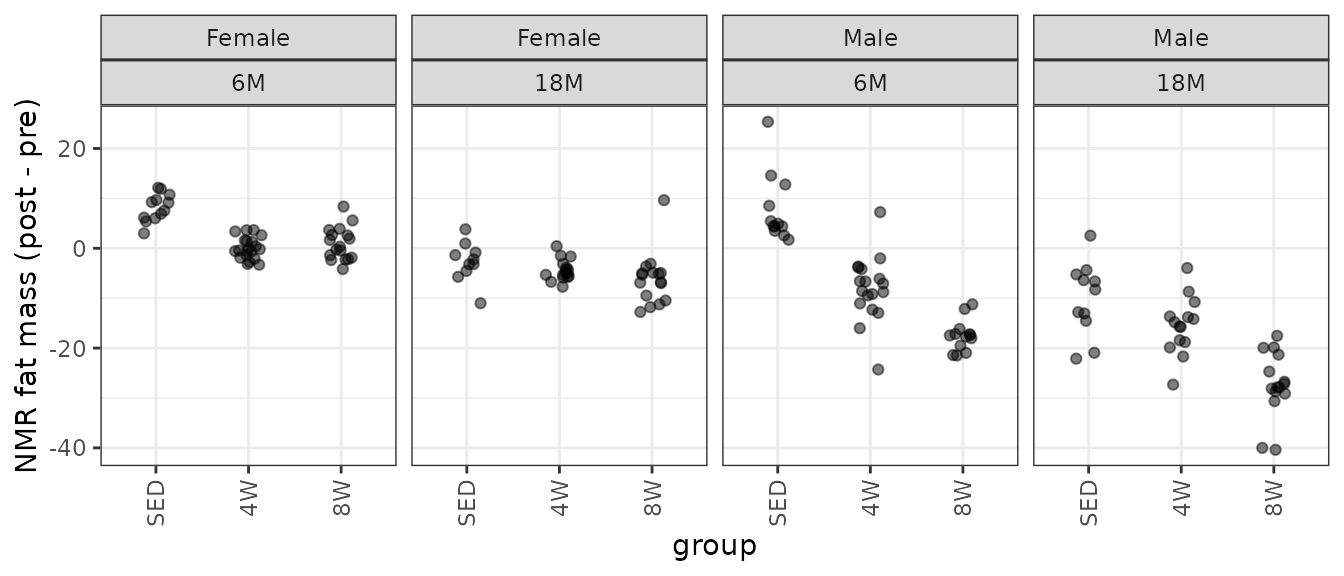 Female Female Male Male
6M 18M 6M 18M
NMR fat mass (post - pre)
20
0
-20
-40
SED 4W 8W SED 4W 8W SED 4W 8W SED 4W 8W
group